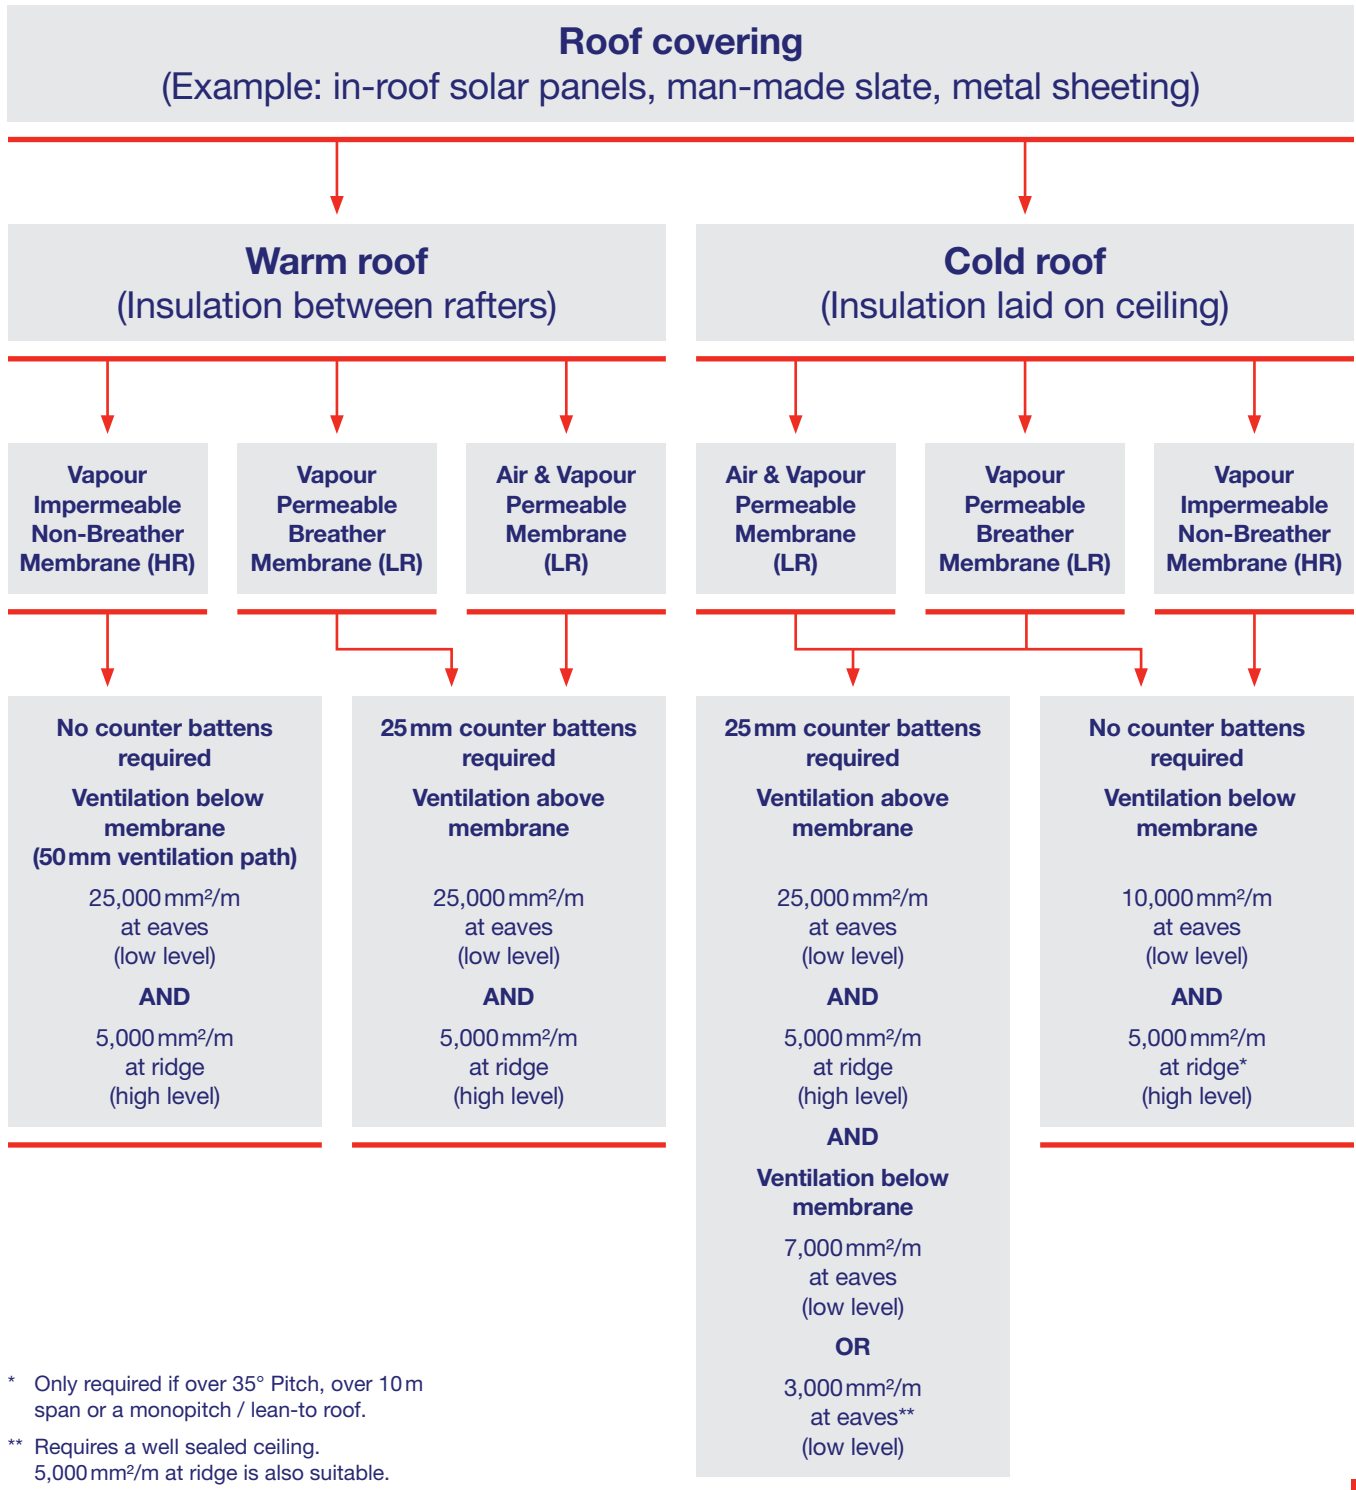 Roof covering
(Example: in-roof solar panels, man-made slate, metal sheeting)
Warm roof
(Insulation between rafters)
Cold roof
(Insulation laid on ceiling)
Vapour
Impermeable
Non-Breather
Membrane (HR)
Vapour
Permeable
Breather
Membrane (LR)
Air & Vapour
Permeable
Membrane
(LR)
Air & Vapour
Permeable
Membrane
(LR)
Vapour
Permeable
Breather
Membrane (LR)
Vapour
Impermeable
Non-Breather
Membrane (HR)
No counter battens
required
Ventilation below
membrane
(50 mm ventilation path)
25,000 mm²/m
at eaves
(low level)
AND
5,000 mm²/m
at ridge
(high level)
25 mm counter battens
required
Ventilation above
membrane
25,000 mm²/m
at eaves
(low level)
AND
5,000 mm²/m
at ridge
(high level)
25 mm counter battens
required
Ventilation above
membrane
25,000 mm²/m
at eaves
(low level)
AND
5,000 mm²/m
at ridge
(high level)
AND
Ventilation below
membrane
7,000 mm²/m
at eaves
(low level)
OR
3,000 mm²/m
at eaves**
(low level)
No counter battens
required
Ventilation below
membrane
10,000 mm²/m
at eaves
(low level)
AND
5,000 mm²/m
at ridge*
(high level)
* Only required if over 35° Pitch, over 10 m
span or a monopitch / lean-to roof.
** Requires a well sealed ceiling.
5,000 mm²/m at ridge is also suitable.